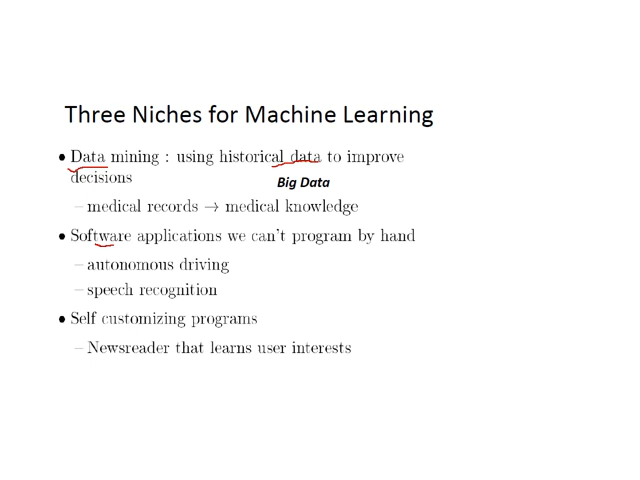 Three Niches for Machine Learning
• Data mining : using historical data to improve
decisions
Big Data
– medical records → medical knowledge
• Software applications we can't program by hand
– autonomous driving
– speech recognition
• Self customizing programs
– Newsreader that learns user interests